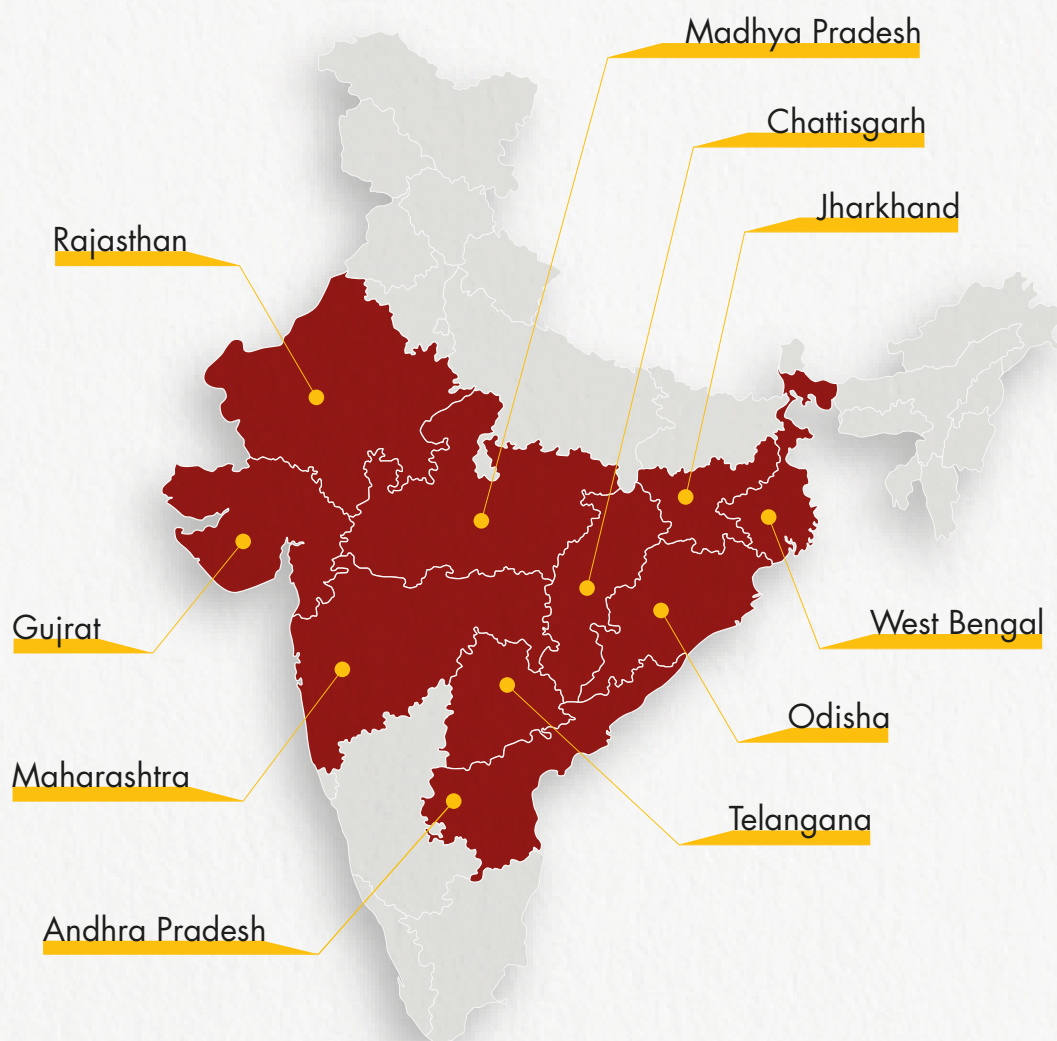 Madhya Pradesh
Chattisgarh
Jharkhand
Rajasthan
Gujrat
West Bengal
Odisha
Maharashtra
Telangana
Andhra Pradesh